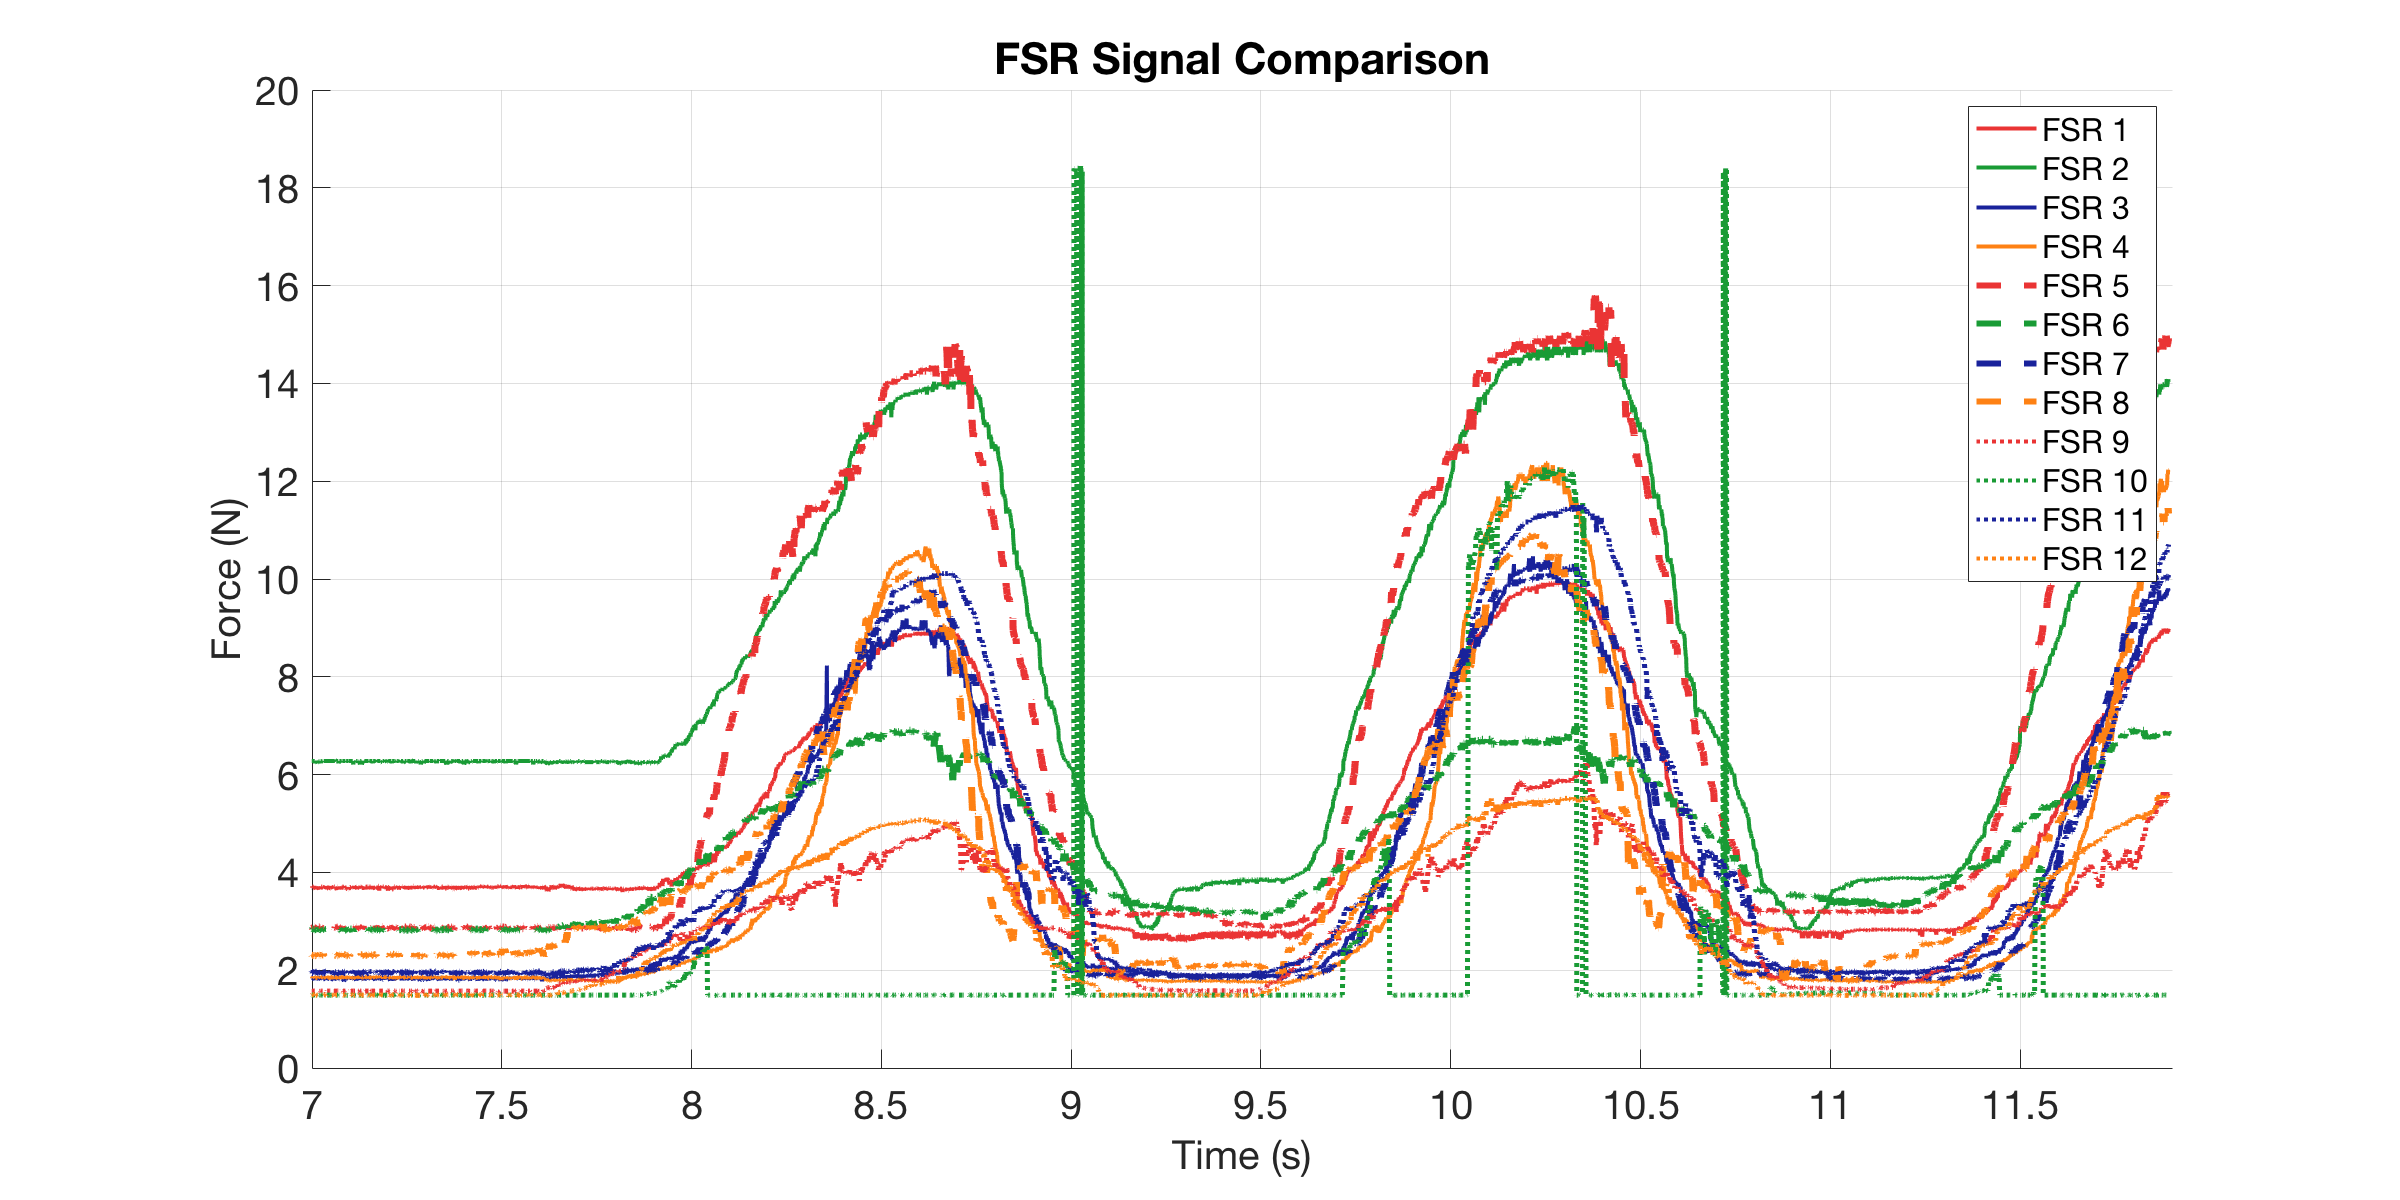 FSR Signal Comparison
20
18
16
14
12
10
8
6
4
2
0
Force (N)
7
7.5
8
8.5
9
9.5
10
10.5
11
11.5
Time (s)
FSR 1
FSR 2
FSR 3
FSR 4
FSR 5
FSR 6
FSR 7
FSR 8
FSR 9
FSR 10
FSR 11
FSR 12